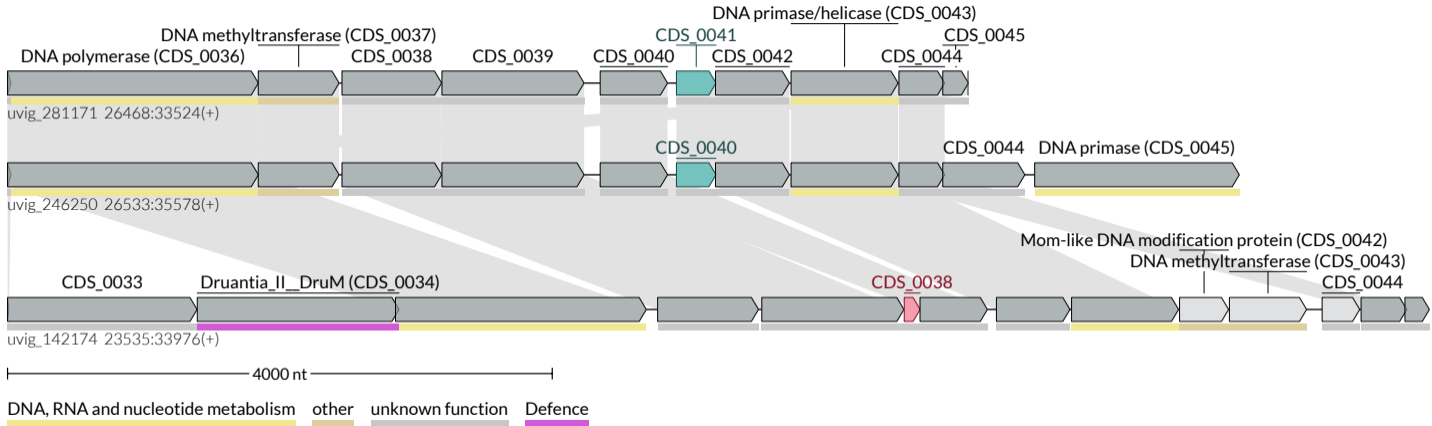 DNA primase/helicase (CDS_0043)
DNA methyltransferase (CDS_0037) CDS_0041 CDS_0045
DNA polymerase (CDS_0036) CDS_0038 CDS_0039 CDS_0040 CDS_0042 CDS_0044
uvig_281171 26468:33524(+)
CDS_0040 CDS_0044 DNA primase (CDS_0045)
uvig_246250 26533:35578(+)
Mom-like DNA modification protein (CDS_0042)
DNA methyltransferase (CDS_0043)
CDS_0033 Druantia_II__DruM (CDS_0034) CDS_0038 CDS_0044
uvig_142174 23535:33976(+)
4000 nt
DNA, RNA and nucleotide metabolism other unknown function Defence